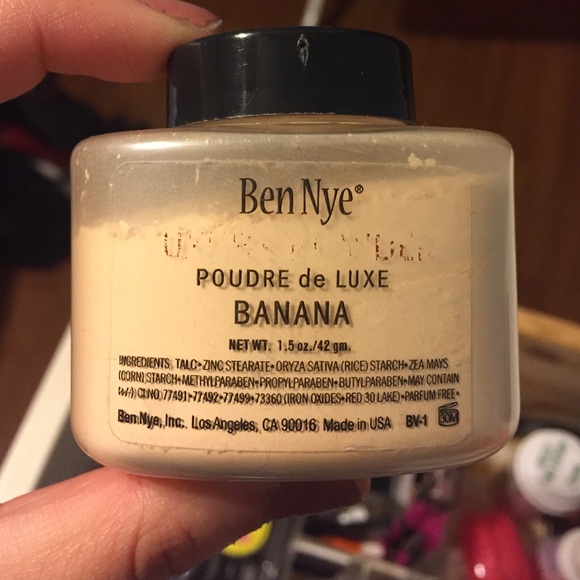 Ben Nye®
POUDRE de LUXE
BANANA
NET WT. 1.5 oz./42 gm.
INGREDIENTS: TALC•ZINC STEARATE•ORYZA SATIVA (RICE) STARCH•ZEA MAYS
(CORN) STARCH•METHYLPARABEN•PROPYLPARABEN•BUTYLPARABEN•MAY CONTAIN
(+/-) CI NO. 77491•77492•77499•73360 (IRON OXIDES•RED 30 LAKE)•PARFUM FREE•
Ben Nye, Inc. Los Angeles, CA 90016 Made in USA BV-1 30M